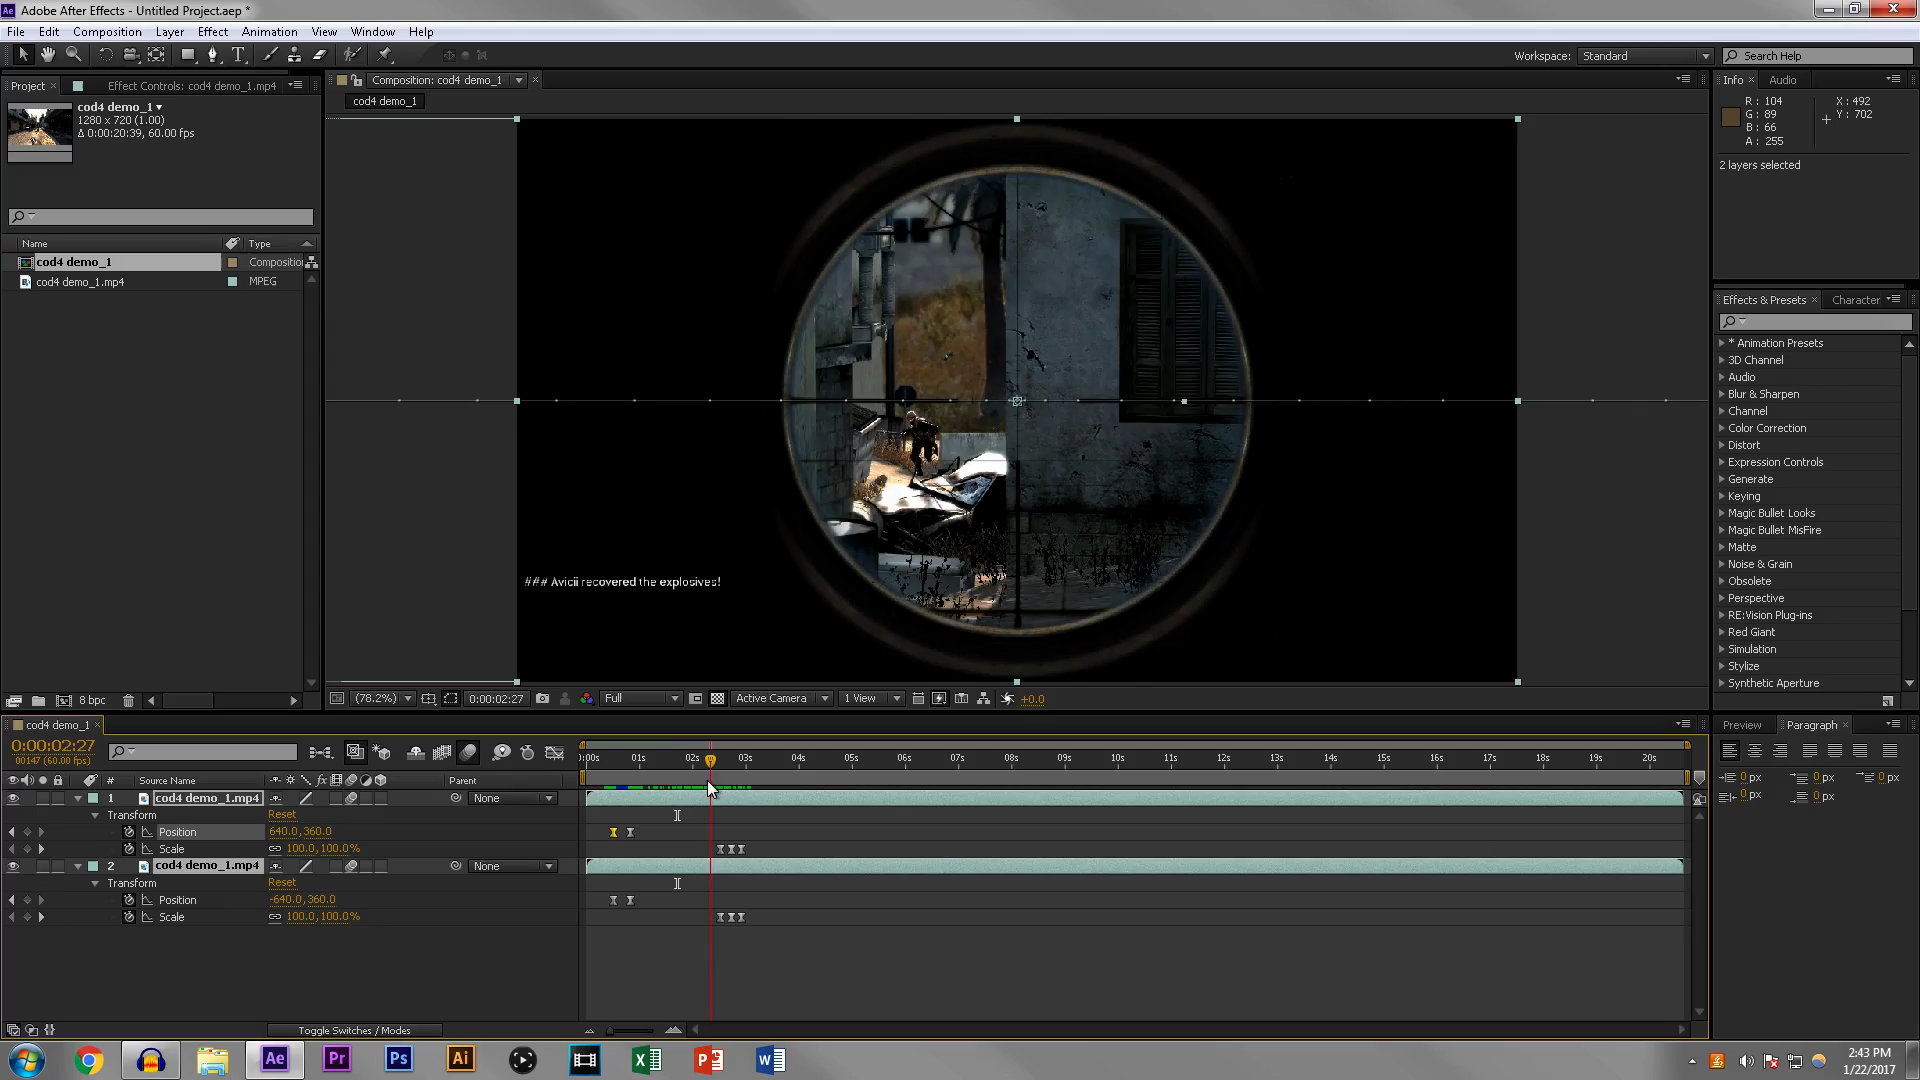 Adobe After Effects - Untitled Project.aep *
File Edit Composition Layer Effect Animation View Window Help
Workspace: Standard Search Help
Project Effect Controls: cod4 demo_1.mp4
Composition: cod4 demo_1
Info Audio
cod4 demo_1
cod4 demo_1
1280 x 720 (1.00)
Δ 0:00:20:39, 60.00 fps
R: 104
G: 89
B: 66
A: 255
X: 492
Y: 702
2 layers selected
Name Type
cod4 demo_1 Compositio
cod4 demo_1.mp4 MPEG
Effects & Presets Character
* Animation Presets
3D Channel
Audio
Blur & Sharpen
Channel
Color Correction
Distort
Expression Controls
Generate
Keying
Magic Bullet Looks
Magic Bullet MisFire
Matte
Noise & Grain
Obsolete
Perspective
RE:Vision Plug-ins
Red Giant
Simulation
Stylize
Synthetic Aperture
### Avicii recovered the explosives!
8 bpc
(78.2%) 0:00:02:27 Full Active Camera 1 View +0.0
cod4 demo_1
Preview Paragraph
0:00:02:27
00147 (60.00 fps)
):00s 01s 02s 03s 04s 05s 06s 07s 08s 09s 10s 11s 12s 13s 14s 15s 16s 17s 18s 19s 20s
# Source Name Parent
1 cod4 demo_1.mp4 None
Transform Reset
Position 640.0,360.0
Scale 100.0,100.0%
2 cod4 demo_1.mp4 None
Transform Reset
Position -640.0,360.0
Scale 100.0,100.0%
0 px 0 px 0 px
0 px 0 px
Toggle Switches / Modes
Ae Pr Ps Ai
2:43 PM
1/22/2017